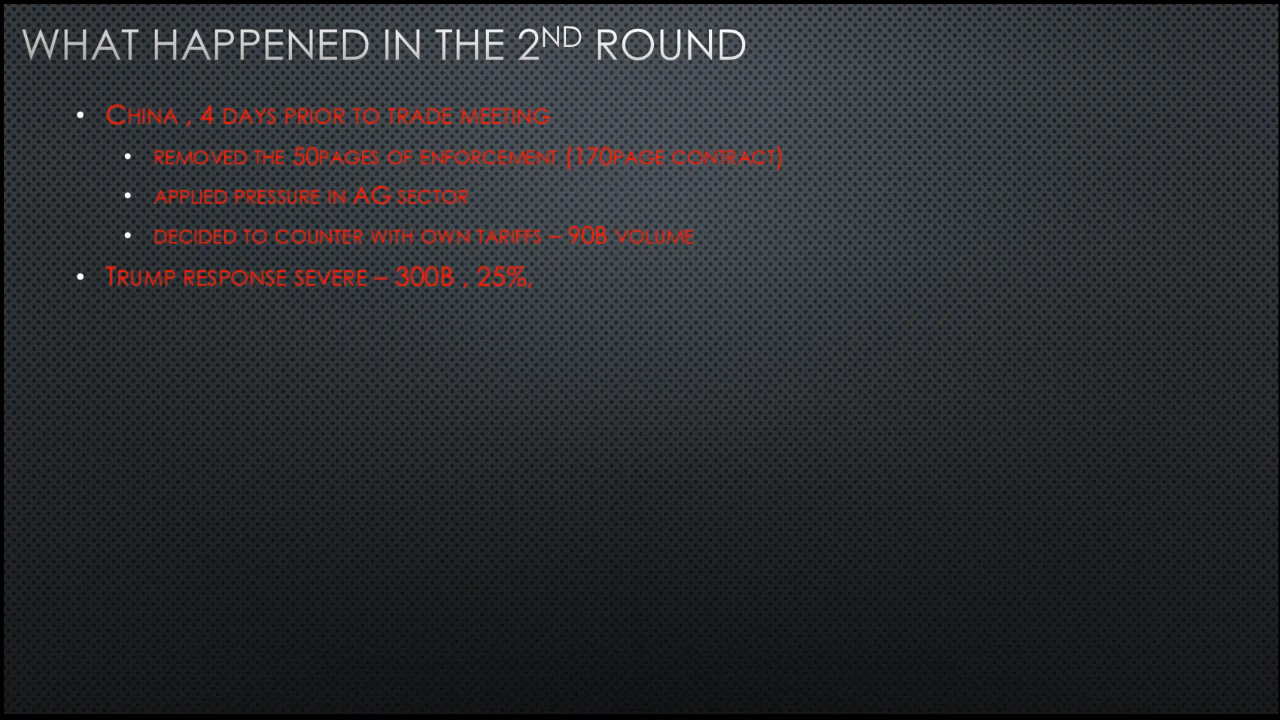 WHAT HAPPENED IN THE 2ND ROUND
• CHINA , 4 DAYS PRIOR TO TRADE MEETING
• REMOVED THE 50PAGES OF ENFORCEMENT (170PAGE CONTRACT)
• APPLIED PRESSURE IN AG SECTOR
• DECIDED TO COUNTER WITH OWN TARIFFS – 90B VOLUME
• TRUMP RESPONSE SEVERE – 300B , 25%,